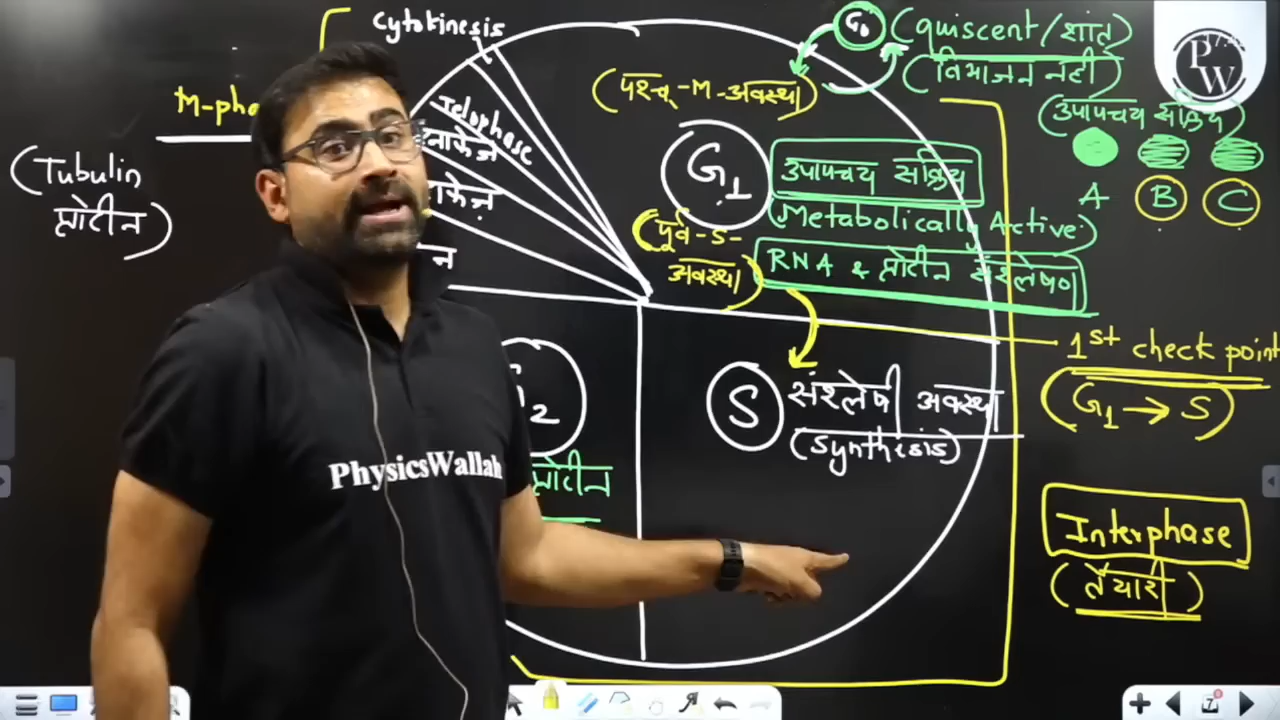 cytokinesis
G₀ (quiscent/शांत)
(विभाजन नहीं)
PW
(उपापचय सक्रिय)
A B C
M-pha
(पश्च-M-अवस्था)
Telophase
(Tubulin
प्रोटीन)
न
G₁ उपापचय सक्रिय
(Metabolically Active)
(पूर्व-S-
अवस्था)
RNA & प्रोटीन संश्लेषण
1st check point
(G₁ → S)
2
S संश्लेषी अवस्था
(Synthesis)
PhysicsWallah
प्रोटीन
Interphase
(तैयारी)